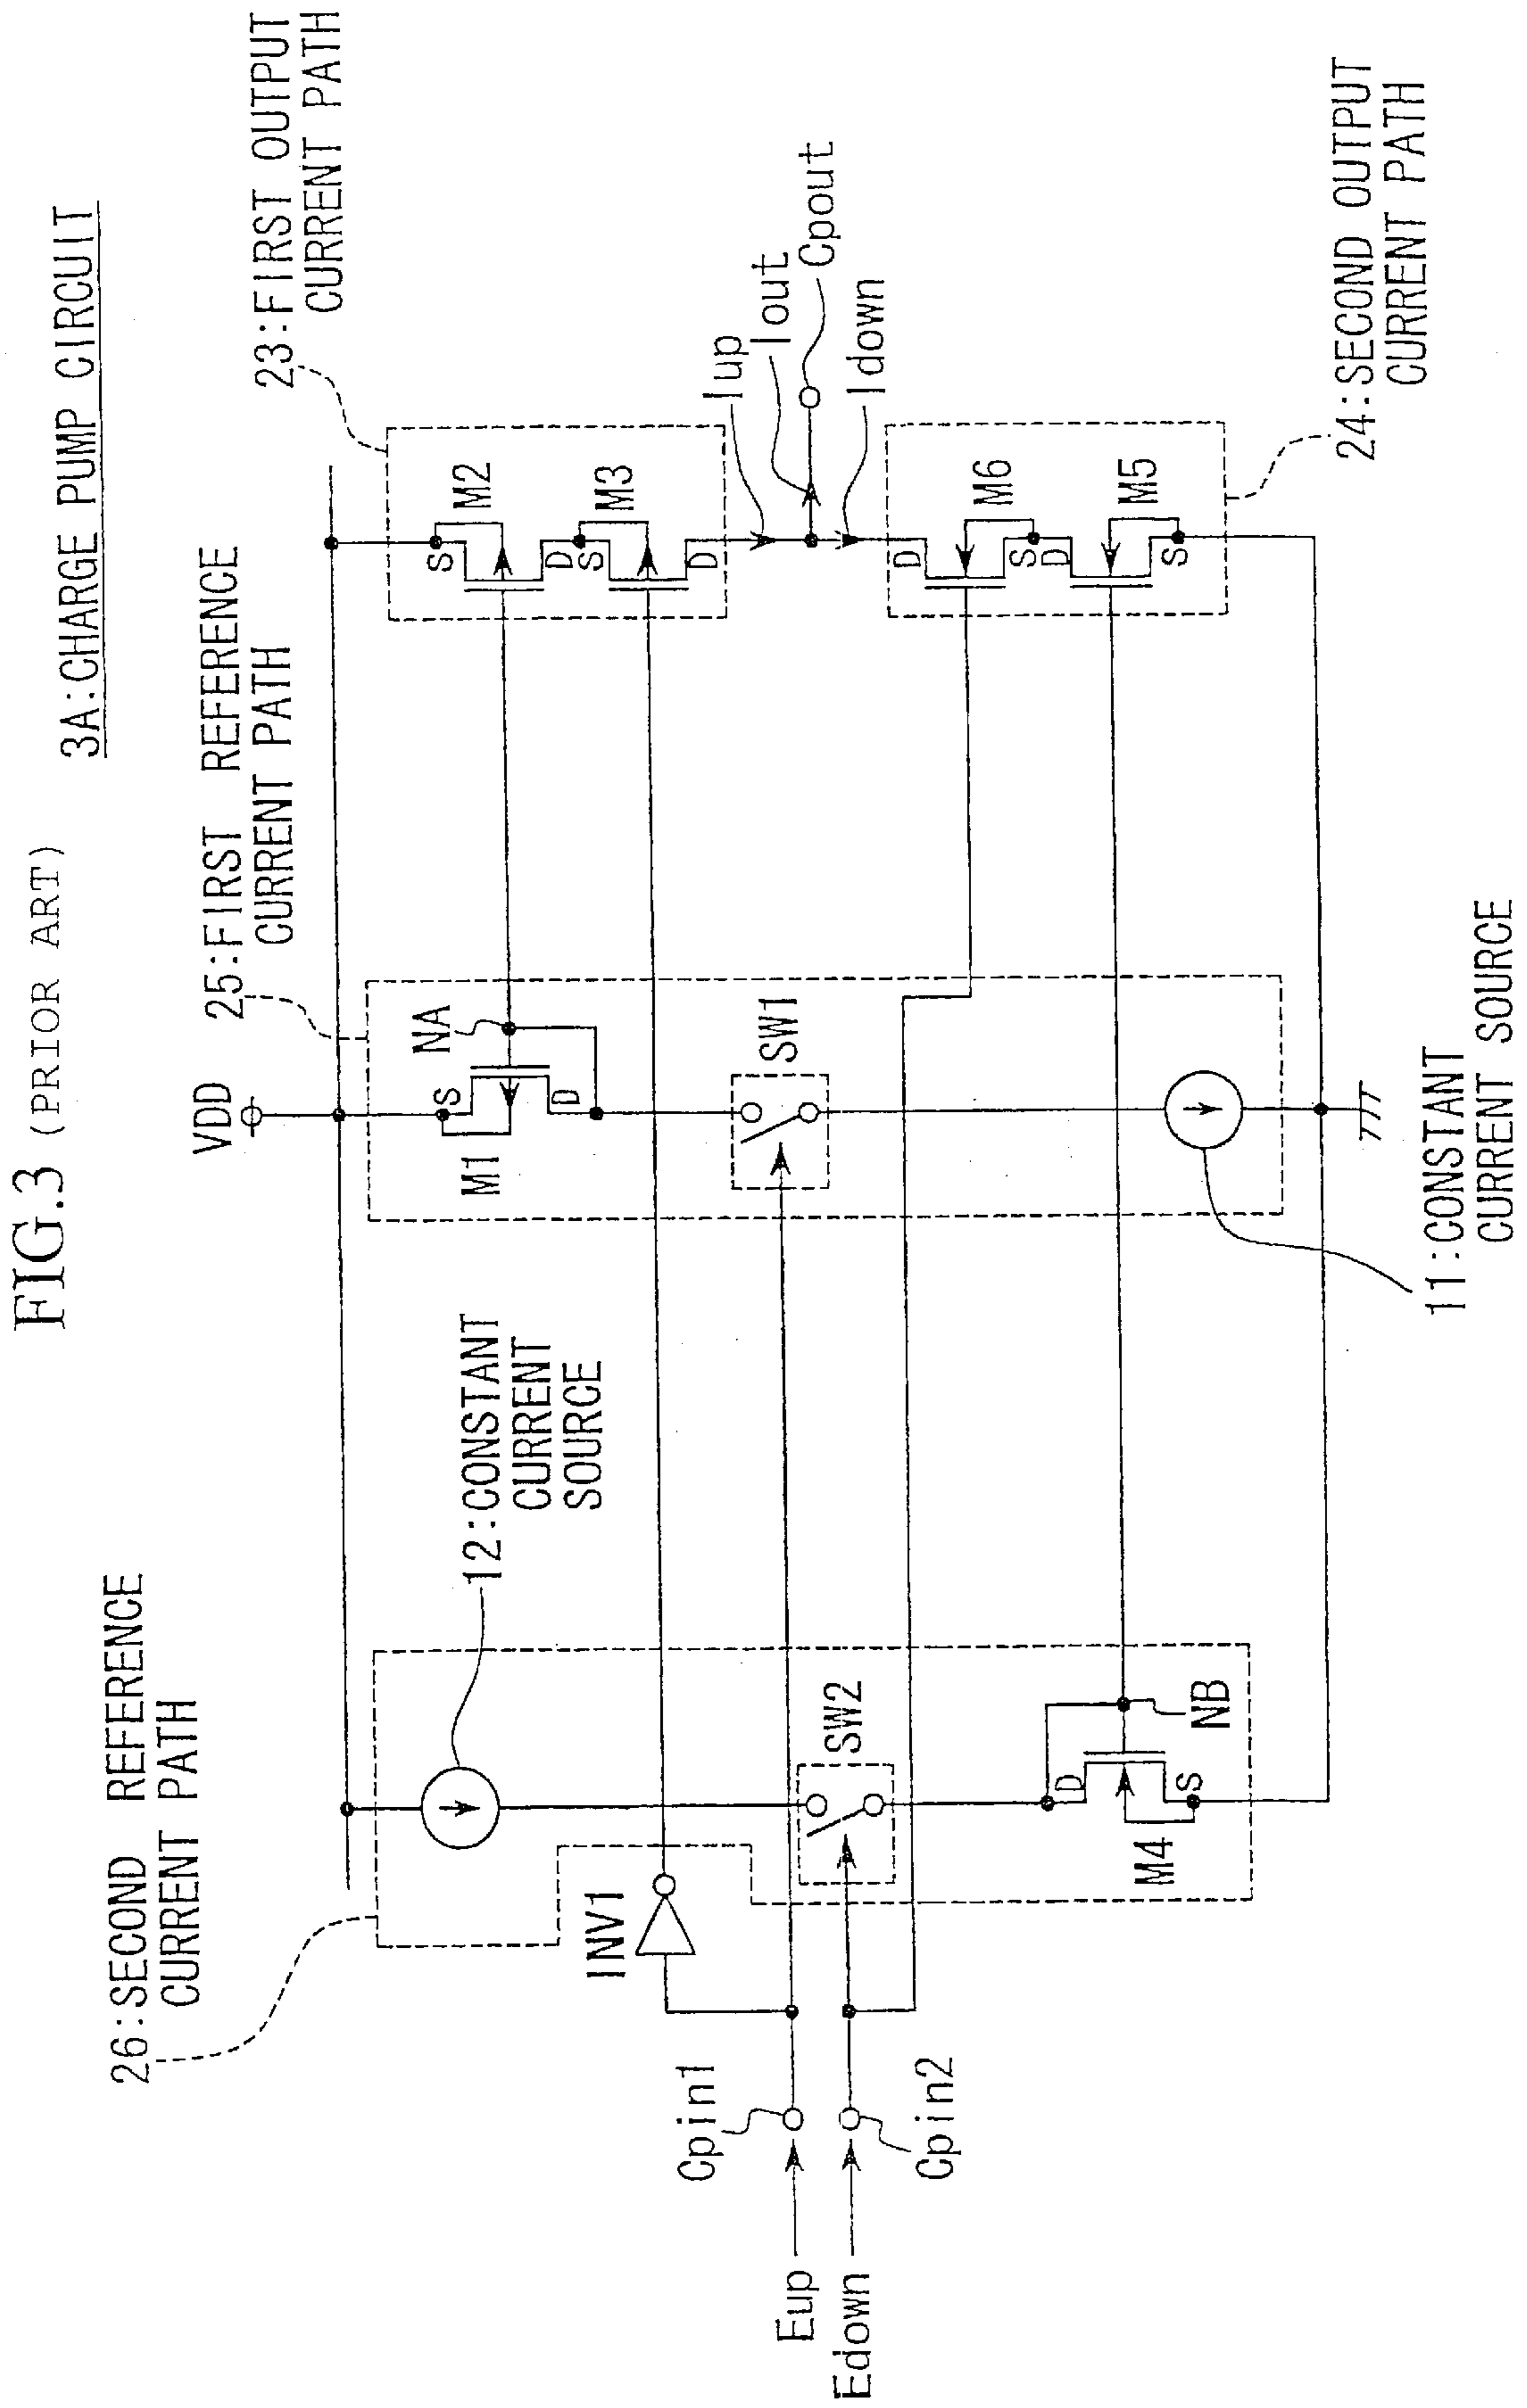 FIG.3 (PRIOR ART)
3A:CHARGE PUMP CIRCUIT
26:SECOND REFERENCE
CURRENT PATH
VDD
25:FIRST REFERENCE
CURRENT PATH
23:FIRST OUTPUT
CURRENT PATH
12:CONSTANT
CURRENT
SOURCE
M1
S
D
NA
S
M2
D
S
M3
D
INV1
SW1
Iup
Iout
Cpout
Idown
Cpin1
Eup
Edown
Cpin2
SW2
D
M6
S
D
M5
S
M4
D
S
NB
11:CONSTANT
CURRENT SOURCE
24:SECOND OUTPUT
CURRENT PATH